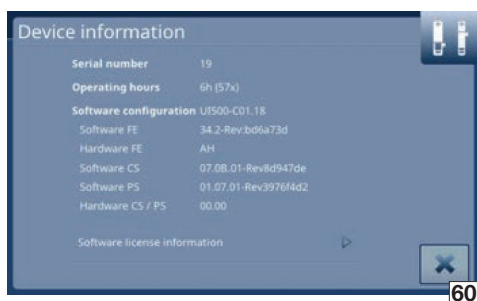 Device information
Serial number 19
Operating hours 6h (57x)
Software configuration UI500-C01.18
Software FE 34.2-Rev:bd6a73d
Hardware FE AH
Software CS 07.0B.01-Rev8d947de
Software PS 01.07.01-Rev3976f4d2
Hardware CS / PS 00.00
Software license information
60